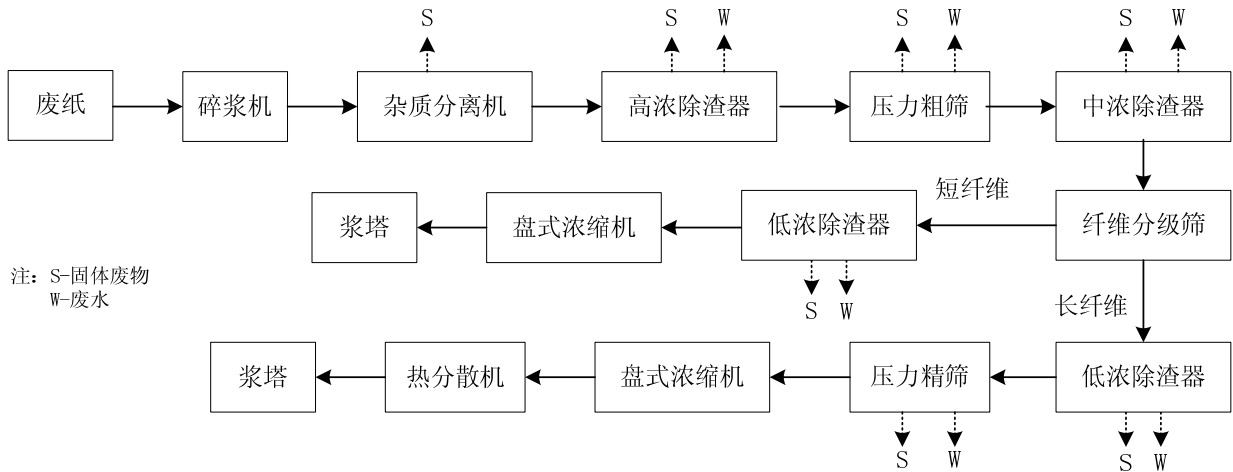 S
S
W
S
W
S
W
废纸
碎浆机
杂质分离机
高浓除渣器
压力粗筛
中浓除渣器
短纤维
浆塔
盘式浓缩机
低浓除渣器
纤维分级筛
注：S-固体废物
W-废水
S
W
长纤维
浆塔
热分散机
盘式浓缩机
压力精筛
低浓除渣器
S
W
S
W